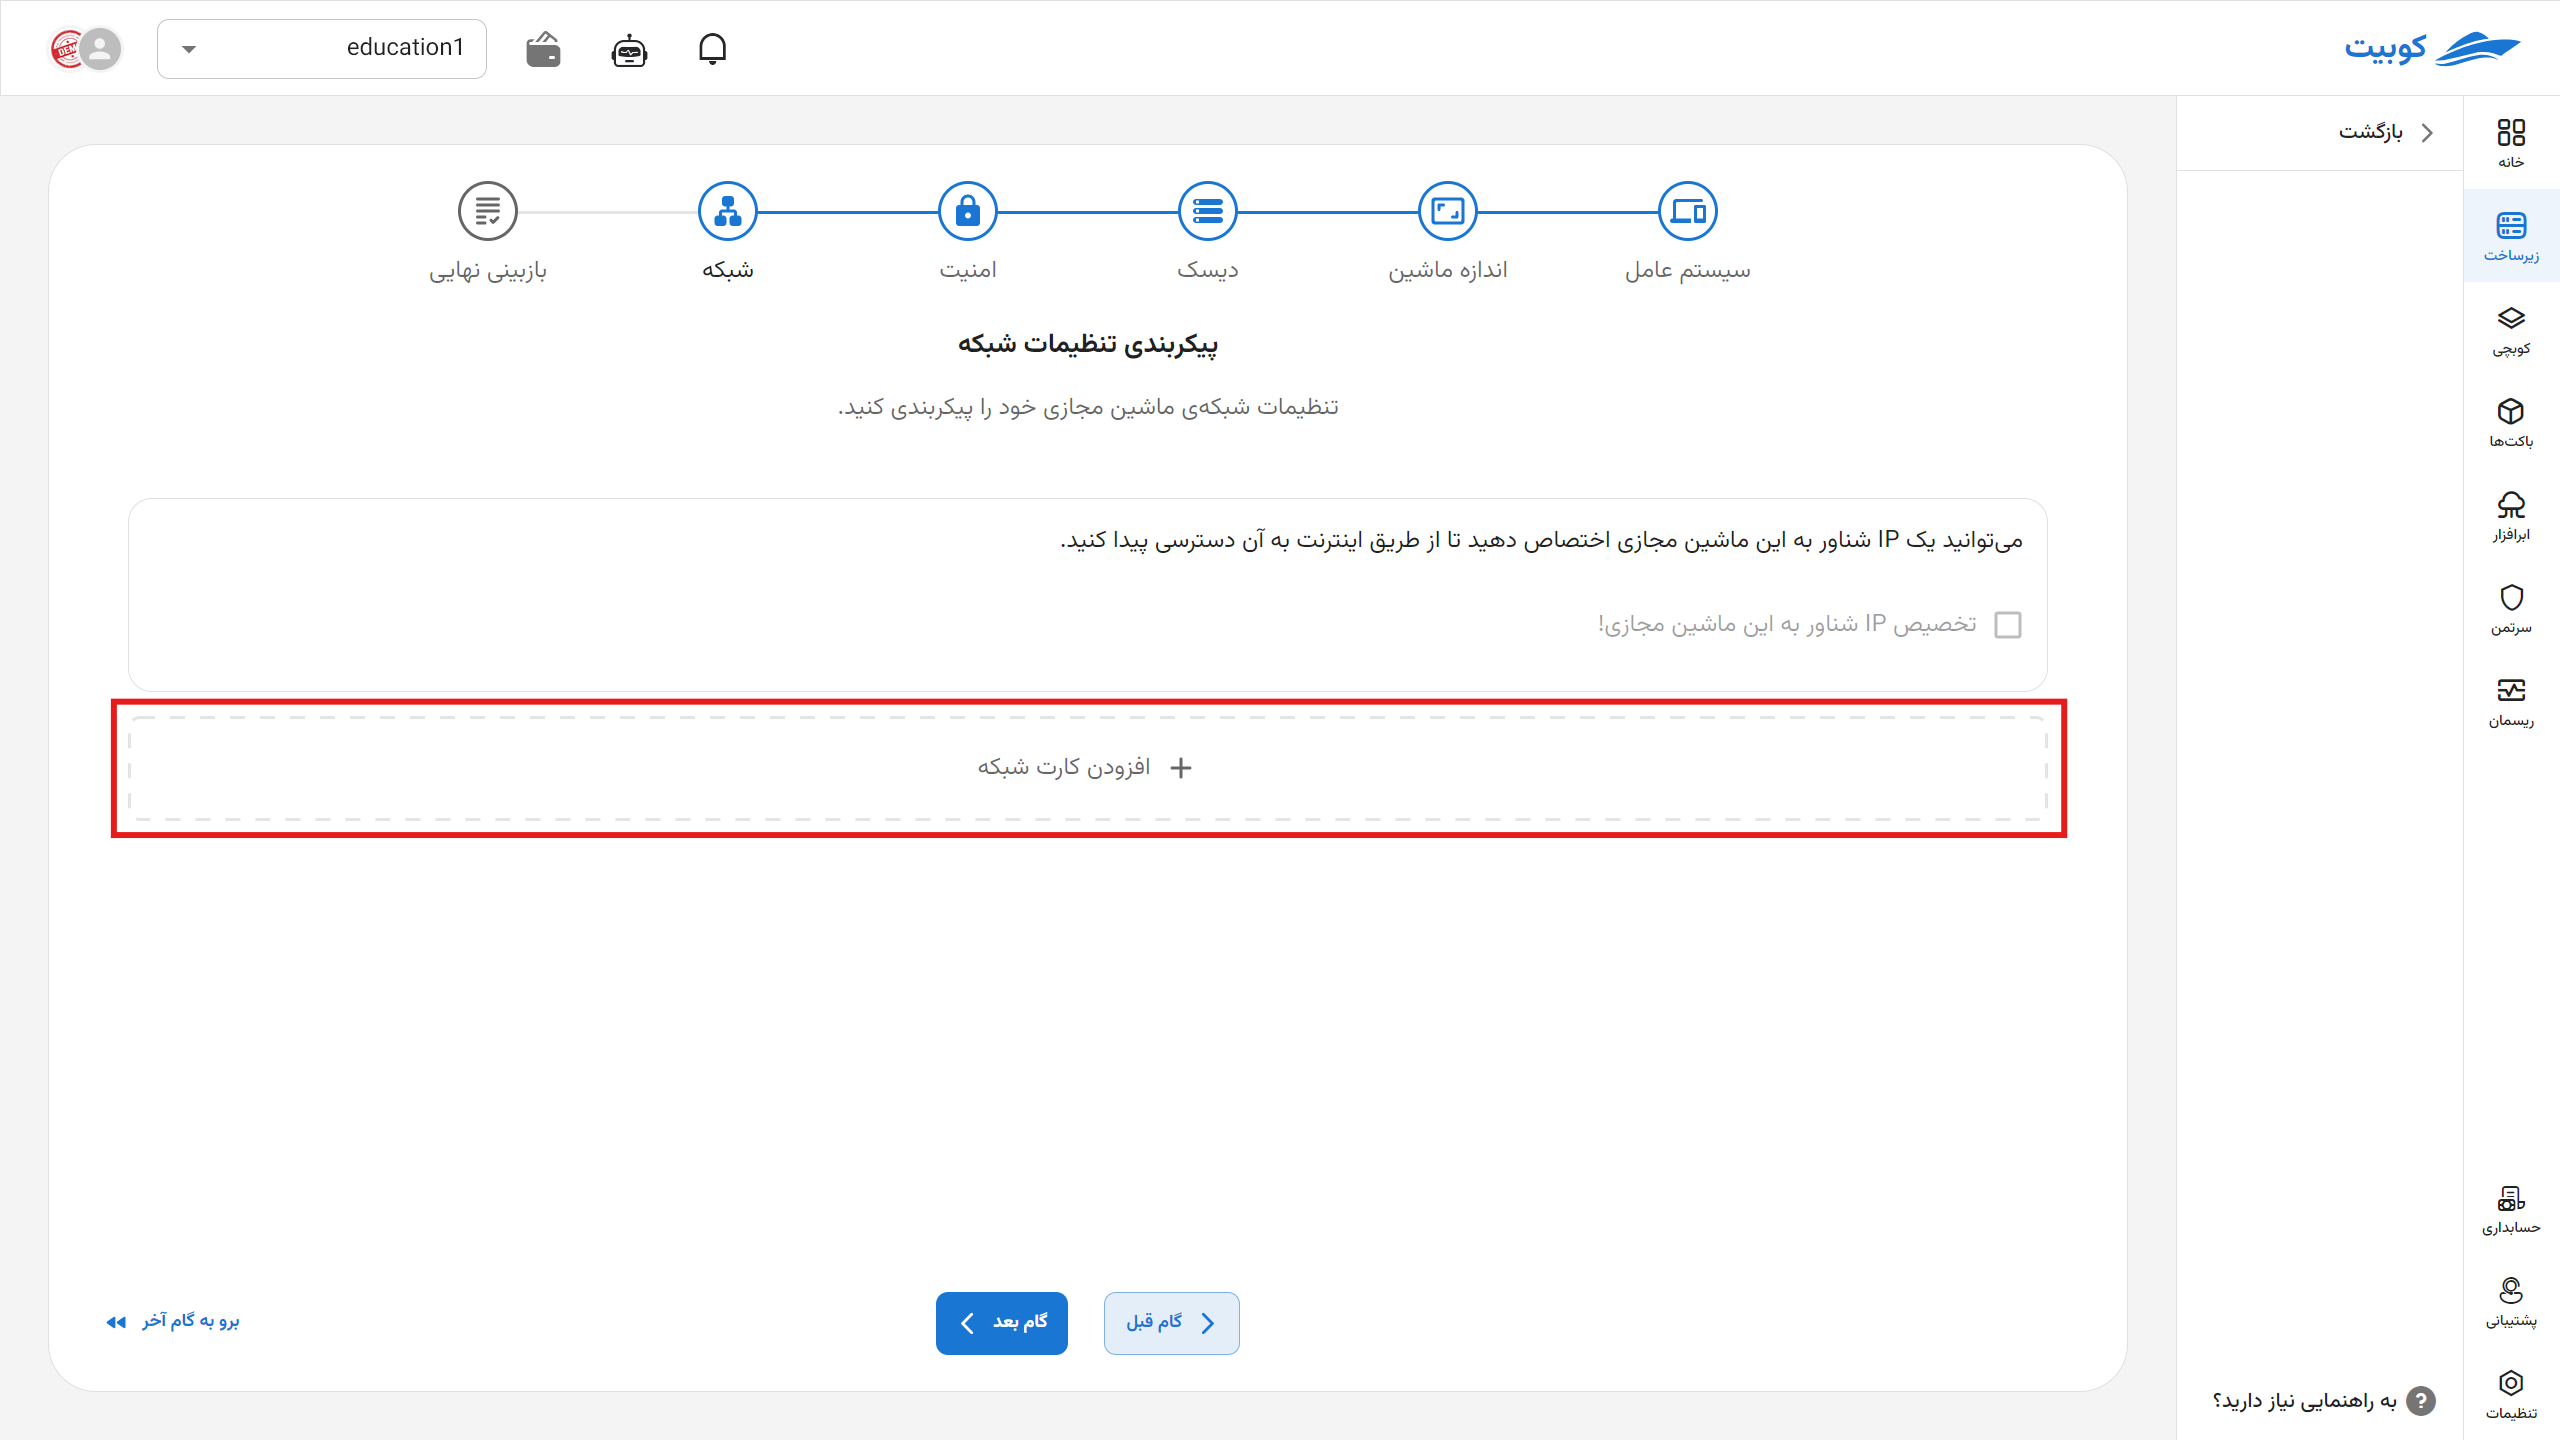 کوبیت
education1
DEMO
بازگشت
خانه
زیرساخت
کوبچی
باکت‌ها
ابرافزار
سرتمن
ریسمان
حسابداری
پشتیبانی
تنظیمات
به راهنمایی نیاز دارید؟
سیستم عامل
اندازه ماشین
دیسک
امنیت
شبکه
بازبینی نهایی
پیکربندی تنظیمات شبکه
تنظیمات شبکه‌ی ماشین مجازی خود را پیکربندی کنید.
می‌توانید یک IP شناور به این ماشین مجازی اختصاص دهید تا از طریق اینترنت به آن دسترسی پیدا کنید.
تخصیص IP شناور به این ماشین مجازی!
افزودن کارت شبکه
گام قبل
گام بعد
برو به گام آخر